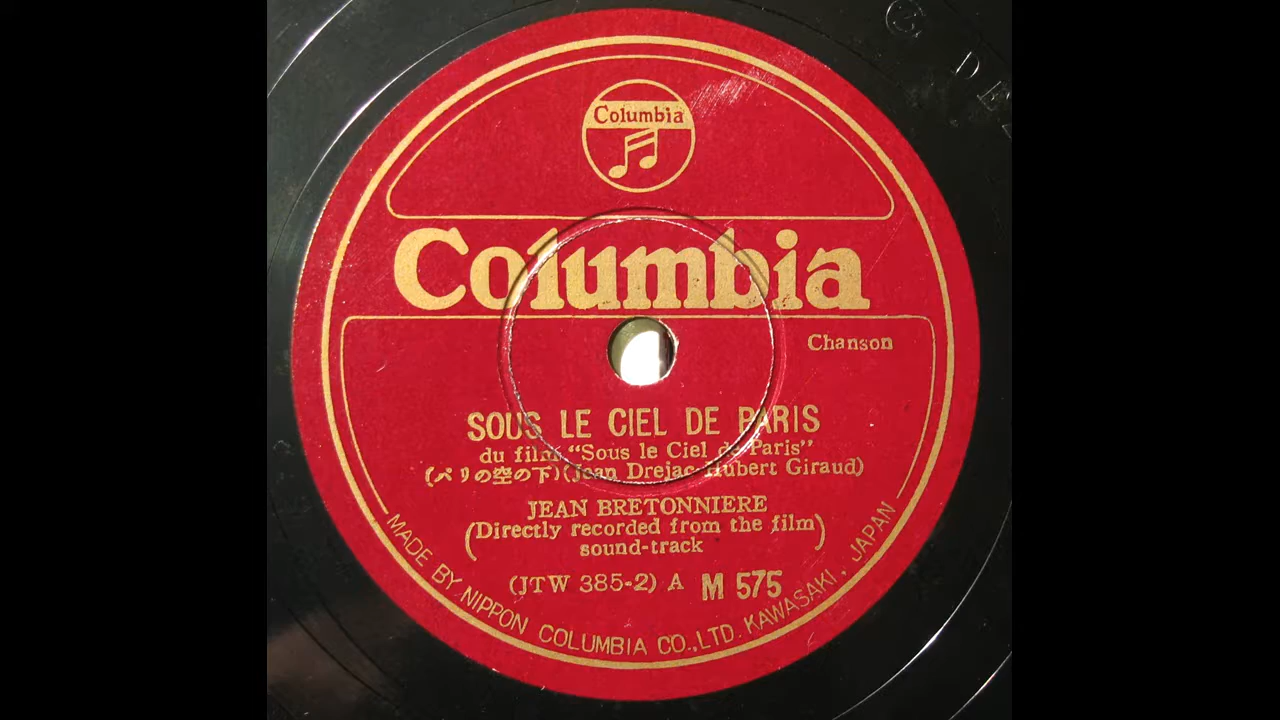 C DE
Columbia
Columbia
Chanson
SOUS LE CIEL DE PARIS
du film "Sous le Ciel de Paris"
(パリの空の下)(Jean Drejac-Hubert Giraud)
JEAN BRETONNIERE
(Directly recorded from the film
sound-track)
(JTW 385-2) A M 575
MADE BY NIPPON COLUMBIA CO.,LTD. KAWASAKI, JAPAN